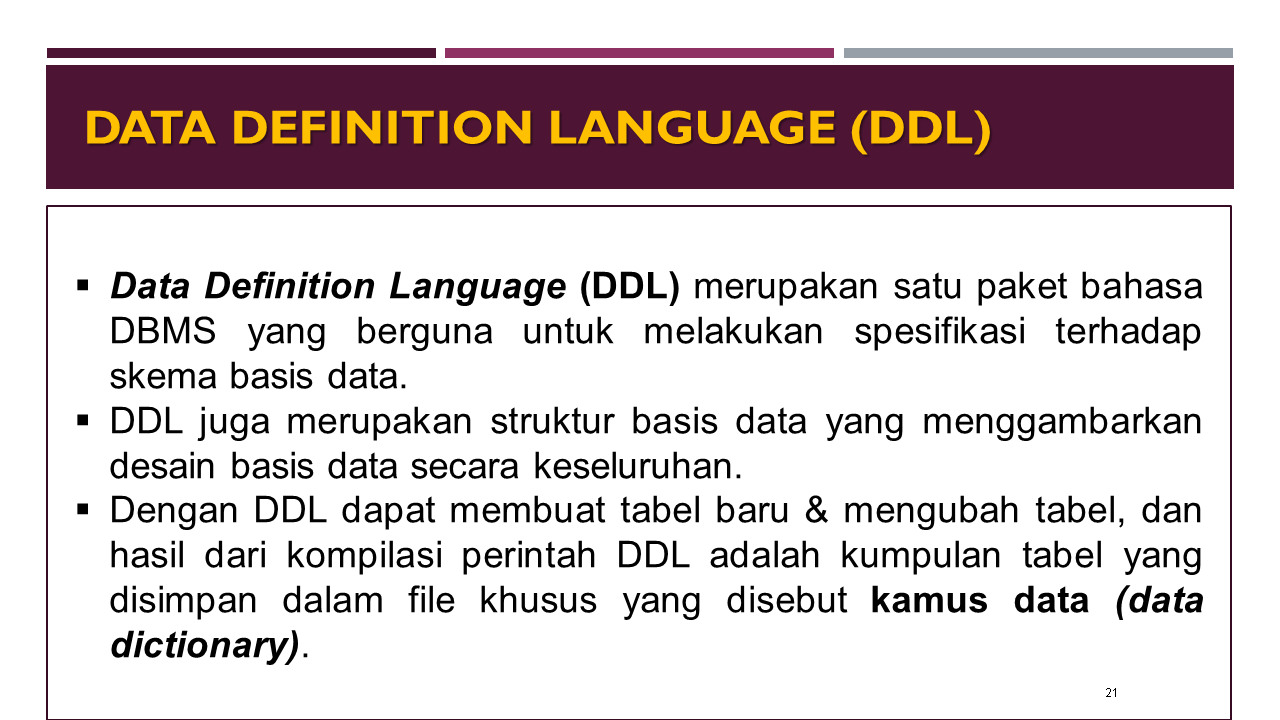 DATA DEFINITION LANGUAGE (DDL)
▪ Data Definition Language (DDL) merupakan satu paket bahasa
DBMS yang berguna untuk melakukan spesifikasi terhadap
skema basis data.
▪ DDL juga merupakan struktur basis data yang menggambarkan
desain basis data secara keseluruhan.
▪ Dengan DDL dapat membuat tabel baru & mengubah tabel, dan
hasil dari kompilasi perintah DDL adalah kumpulan tabel yang
disimpan dalam file khusus yang disebut kamus data (data
dictionary).
21